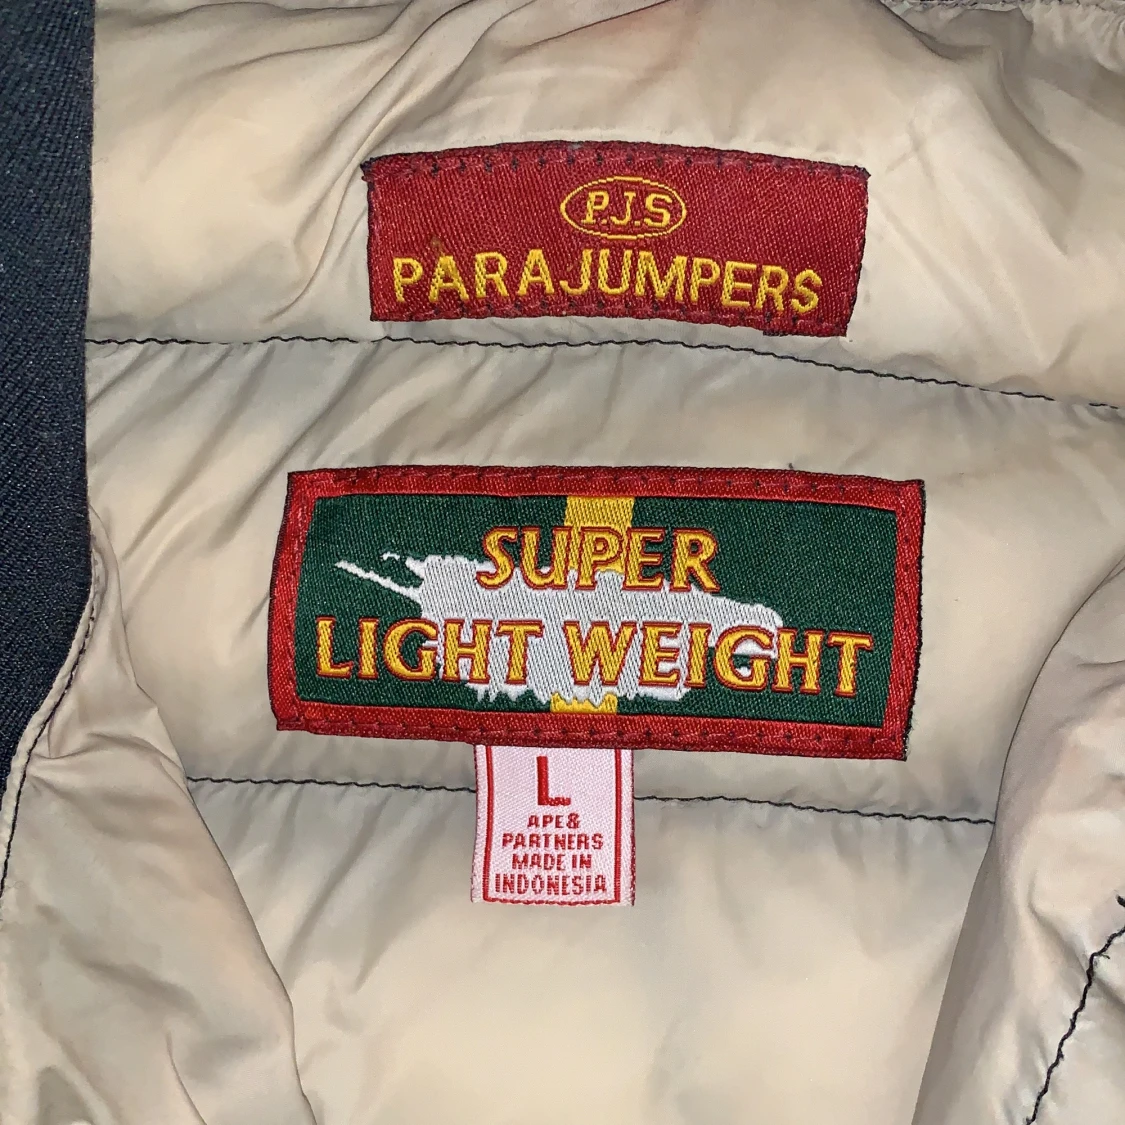 P.J.S
PARAJUMPERS
SUPER
LIGHT WEIGHT
L
APE&
PARTNERS
MADE IN
INDONESIA